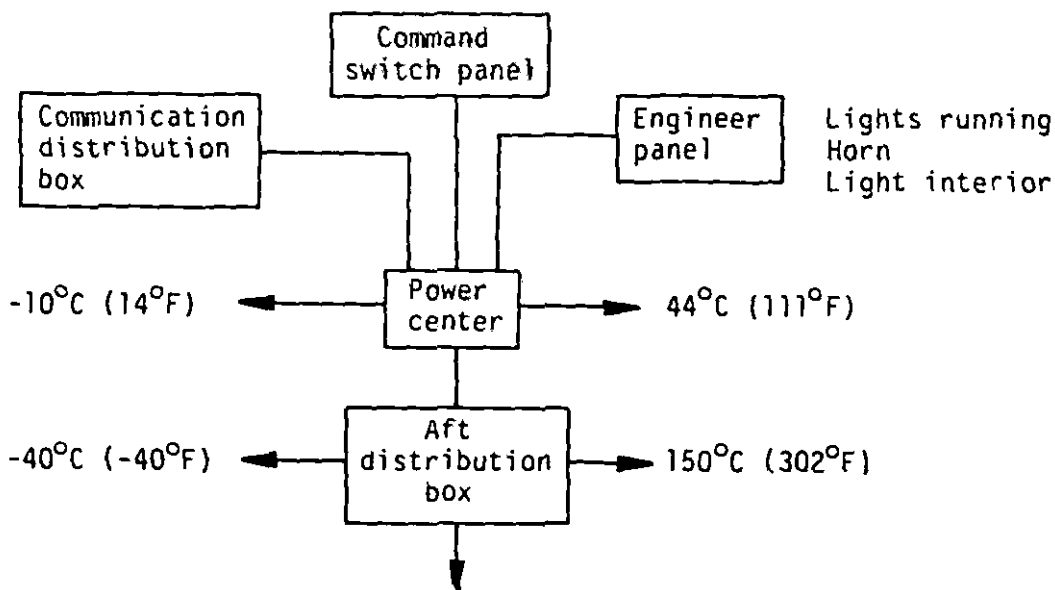 Command
switch panel
Communication
distribution
box
Engineer
panel
Lights running
Horn
Light interior
-10°C (14°F)
Power
center
44°C (111°F)
-40°C (-40°F)
Aft
distribution
box
150°C (302°F)